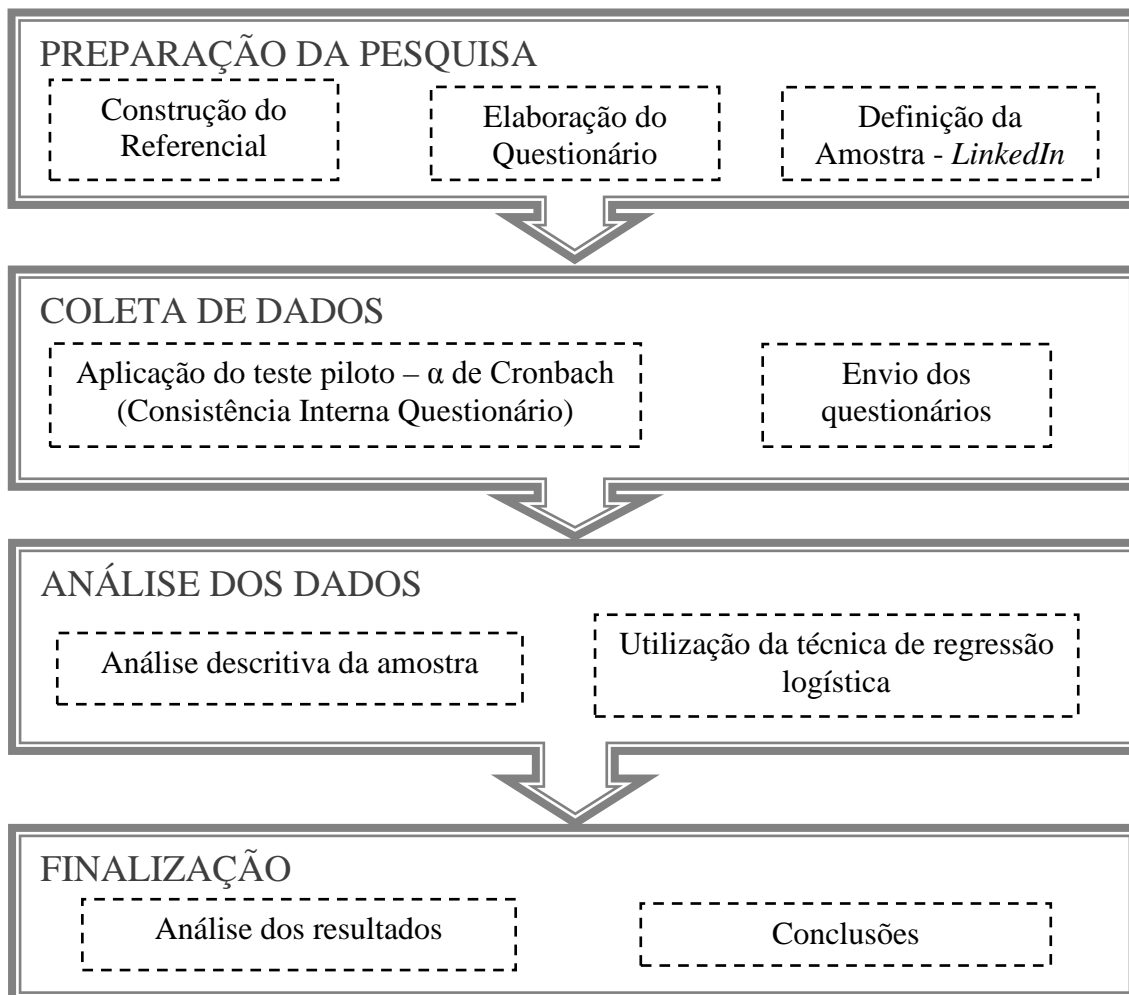 PREPARAÇÃO DA PESQUISA
Construção do
Referencial
Elaboração do
Questionário
Definição da
Amostra - LinkedIn
COLETA DE DADOS
Aplicação do teste piloto – α de Cronbach
(Consistência Interna Questionário)
Envio dos
questionários
ANÁLISE DOS DADOS
Análise descritiva da amostra
Utilização da técnica de regressão
logística
FINALIZAÇÃO
Análise dos resultados
Conclusões